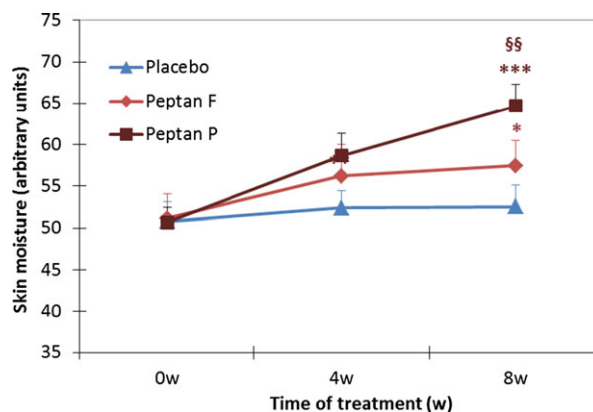 75
70
65
60
55
50
45
40
35
Skin moisture (arbitrary units)
Placebo
Peptan F
Peptan P
§§
***
*
0w
4w
8w
Time of treatment (w)